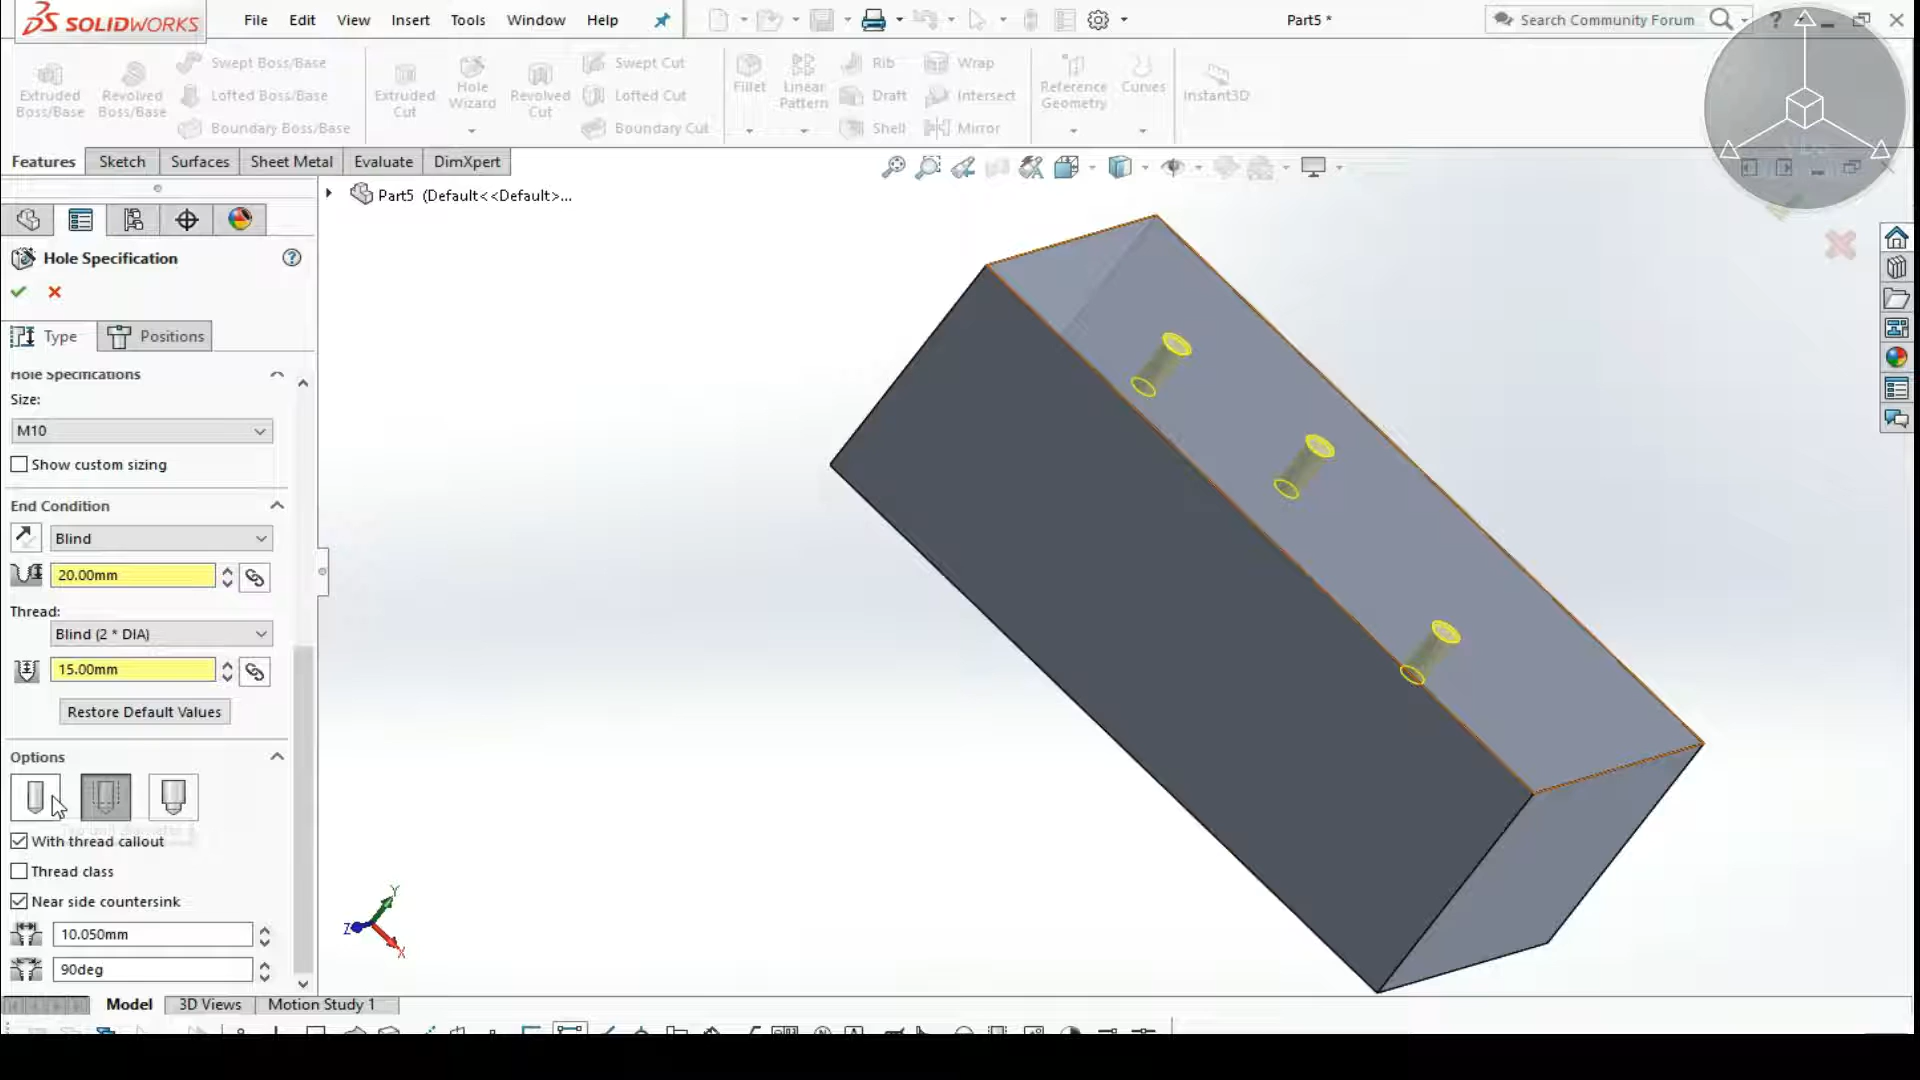 SOLIDWORKS
File Edit View Insert Tools Window Help
Part5 *
Search Community Forum
?
Extruded Boss/Base
Revolved Boss/Base
Swept Boss/Base
Lofted Boss/Base
Boundary Boss/Base
Extruded Cut
Hole Wizard
Revolved Cut
Swept Cut
Lofted Cut
Boundary Cut
Fillet
Linear Pattern
Rib
Draft
Shell
Wrap
Intersect
Mirror
Reference Geometry
Curves
Instant3D
Features Sketch Surfaces Sheet Metal Evaluate DimXpert
Part5 (Default<<Default>...
Hole Specification
?
Type Positions
Hole Specifications
Size:
M10
Show custom sizing
End Condition
Blind
20.00mm
Thread:
Blind (2 * DIA)
15.00mm
Restore Default Values
Options
With thread callout
Thread class
Near side countersink
10.050mm
90deg
Y
Z
X
Model 3D Views Motion Study 1